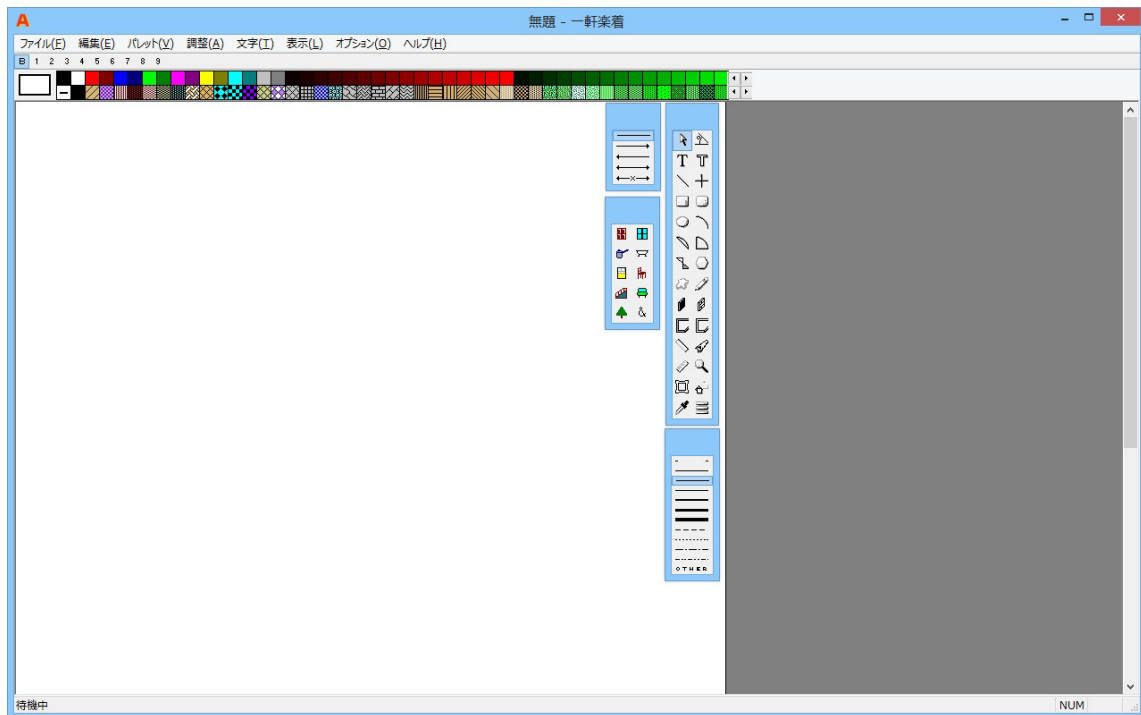 A
無題 - 一軒楽着
ファイル(F) 編集(E) パレット(V) 調整(A) 文字(T) 表示(L) オプション(O) ヘルプ(H)
B 1 2 3 4 5 6 7 8 9
T T
OTHER
待機中
NUM